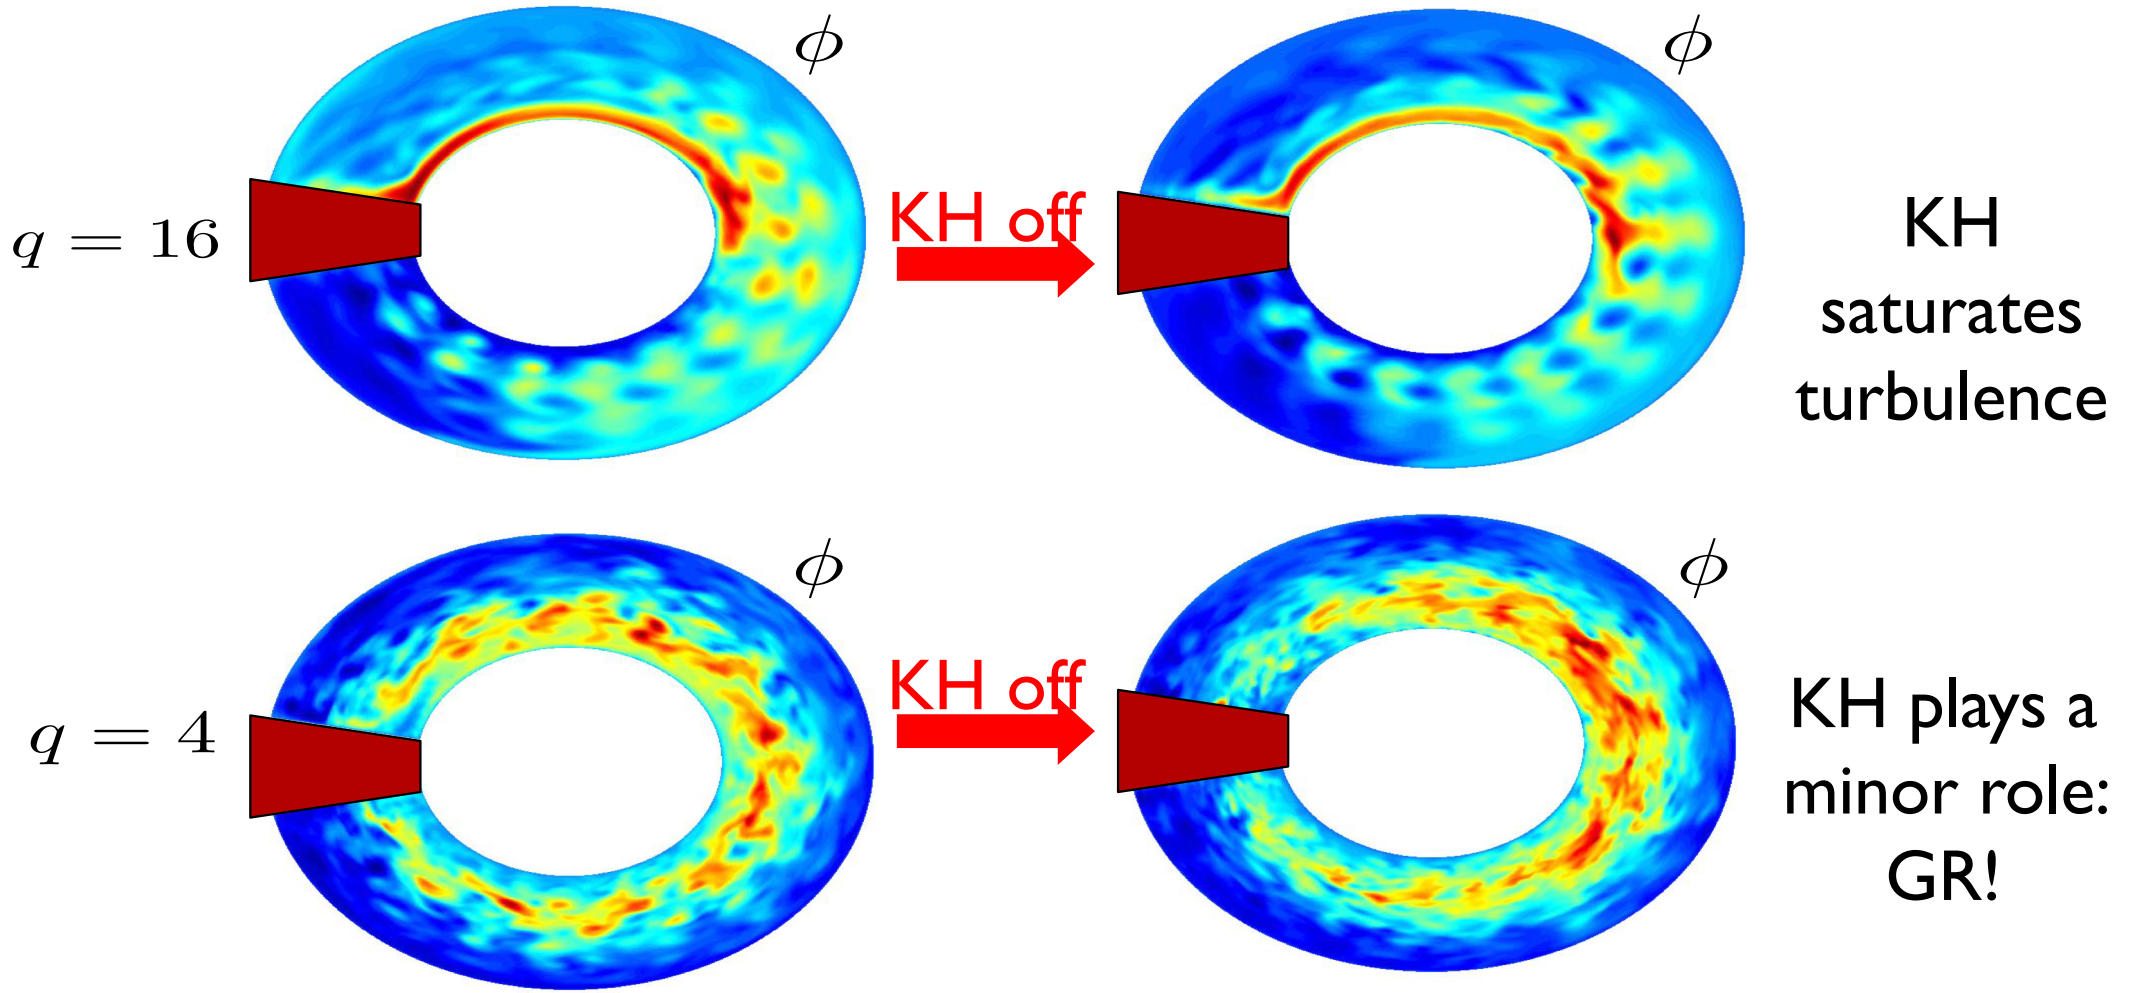 ϕ
ϕ
q = 16
KH off
KH
saturates
turbulence
ϕ
ϕ
q = 4
KH off
KH plays a
minor role:
GR!